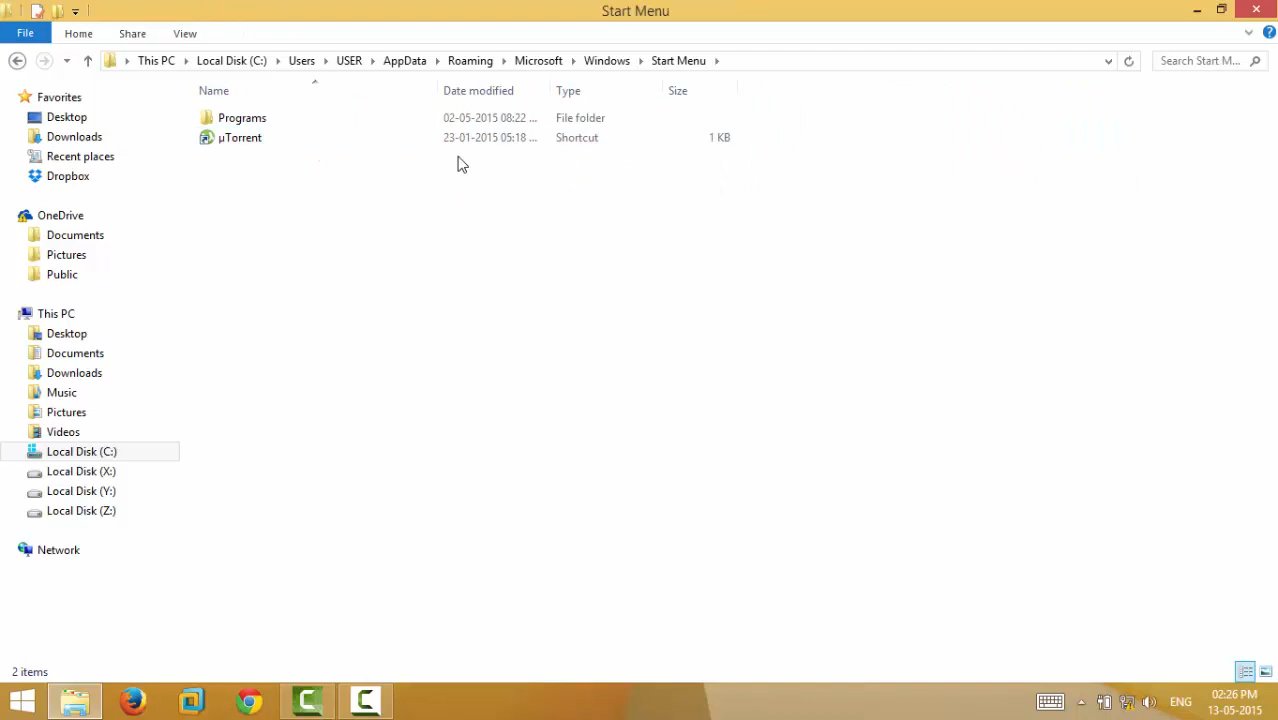 Start Menu
File Home Share View
This PC Local Disk (C:) Users USER AppData Roaming Microsoft Windows Start Menu
Search Start M...
Name Date modified Type Size
Programs 02-05-2015 08:22 ... File folder
µTorrent 23-01-2015 05:18 ... Shortcut 1 KB
Favorites
Desktop
Downloads
Recent places
Dropbox
OneDrive
Documents
Pictures
Public
This PC
Desktop
Documents
Downloads
Music
Pictures
Videos
Local Disk (C:)
Local Disk (X:)
Local Disk (Y:)
Local Disk (Z:)
Network
2 items
ENG
02:26 PM
13-05-2015